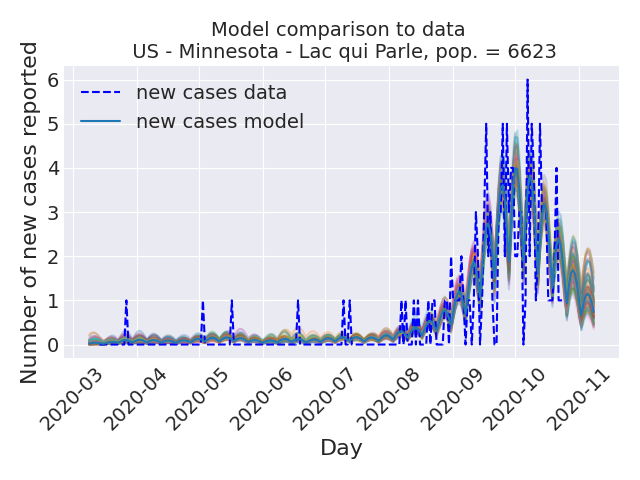 Model comparison to data
US - Minnesota - Lac qui Parle, pop. = 6623
Number of new cases reported
6
5
4
3
2
1
0
new cases data
new cases model
2020-03
2020-04
2020-05
2020-06
2020-07
2020-08
2020-09
2020-10
2020-11
Day